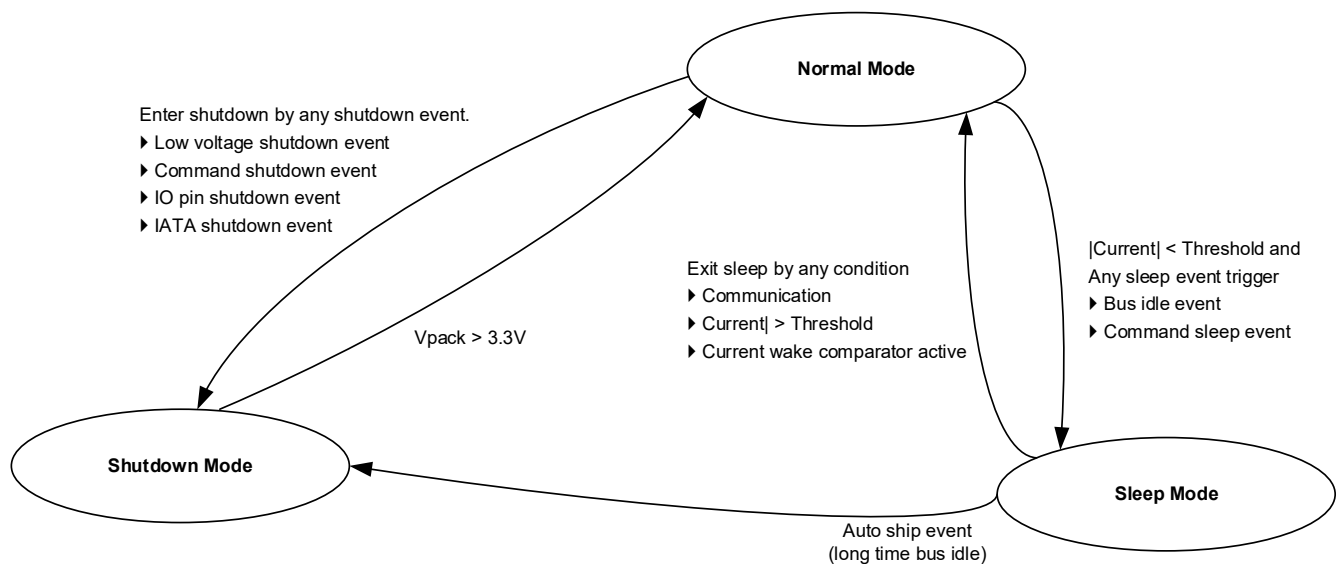 Normal Mode
Enter shutdown by any shutdown event.
Low voltage shutdown event
Command shutdown event
IO pin shutdown event
IATA shutdown event
|Current| < Threshold and
Any sleep event trigger
Bus idle event
Command sleep event
Exit sleep by any condition
Communication
Current| > Threshold
Current wake comparator active
Vpack > 3.3V
Shutdown Mode
Sleep Mode
Auto ship event
(long time bus idle)